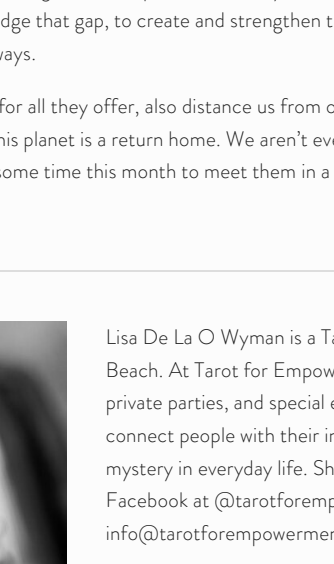 dge that gap, to create and strengthen t
ways.
for all they offer, also distance us from o
his planet is a return home. We aren't eve
some time this month to meet them in a
Lisa De La O Wyman is a Ta
Beach. At Tarot for Empow
private parties, and special e
connect people with their in
mystery in everyday life. Sh
Facebook at @tarotforemp
info@tarotforempowermen